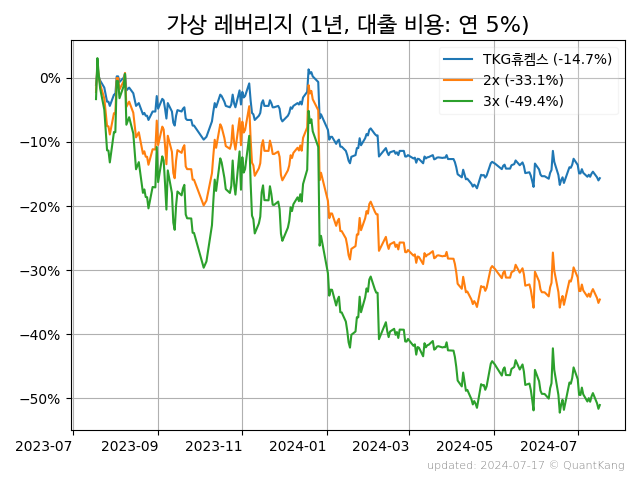 가상 레버리지 (1년, 대출 비용: 연 5%)
TKG휴켐스 (-14.7%)
2x (-33.1%)
3x (-49.4%)
0%
−10%
−20%
−30%
−40%
−50%
2023-07 2023-09 2023-11 2024-01 2024-03 2024-05 2024-07
updated: 2024-07-17 © QuantKang